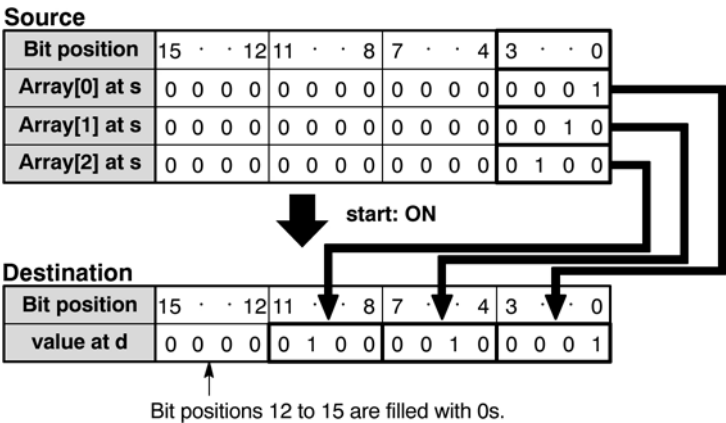 Source
Bit position 15 · · 12 11 · · 8 7 · · 4 3 · · 0
Array[0] at s 0 0 0 0 0 0 0 0 0 0 0 0 0 0 0 1
Array[1] at s 0 0 0 0 0 0 0 0 0 0 0 0 0 0 1 0
Array[2] at s 0 0 0 0 0 0 0 0 0 0 0 0 0 1 0 0
start: ON
Destination
Bit position 15 · · 12 11 · · 8 7 · · 4 3 · · 0
value at d 0 0 0 0 0 1 0 0 0 0 1 0 0 0 0 1
Bit positions 12 to 15 are filled with 0s.